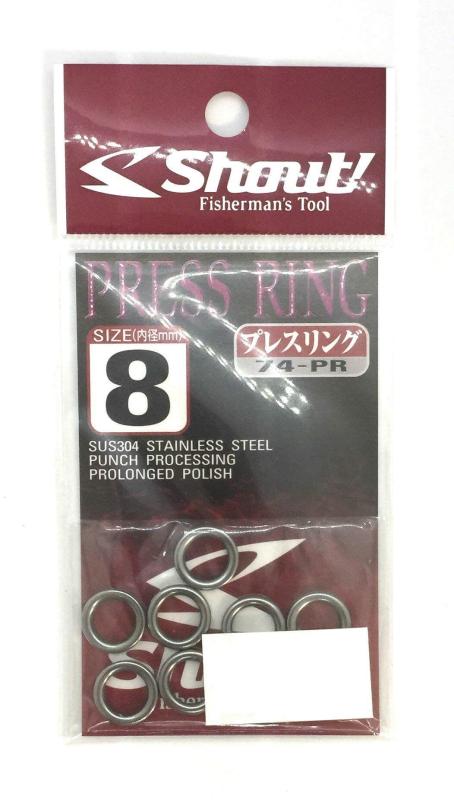 Shout!
Fisherman's Tool
PRESS RING
SIZE(内径mm)
8
プレスリング
74-PR
SUS304 STAINLESS STEEL
PUNCH PROCESSING
PROLONGED POLISH